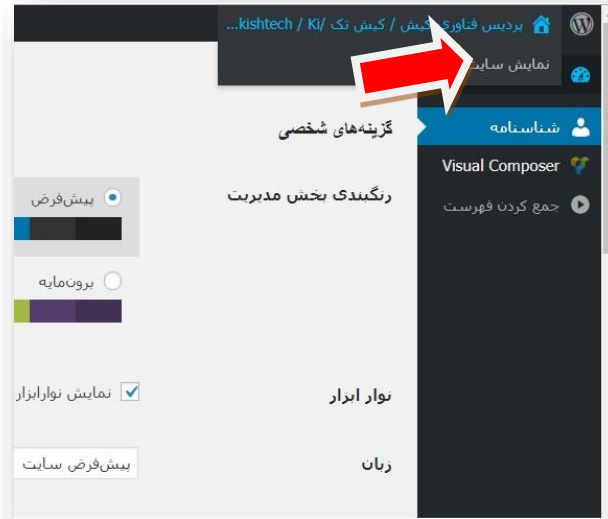 پردیس فناوری کیش / کیش تک /kishtech / Ki...
نمایش سایت
شناسنامه
Visual Composer
جمع کردن فهرست
گزینه‌های شخصی
رنگبندی بخش مدیریت
پیش‌فرض
برون‌مایه
نوار ابزار
نمایش نوارابزار
زبان
پیش‌فرض سایت